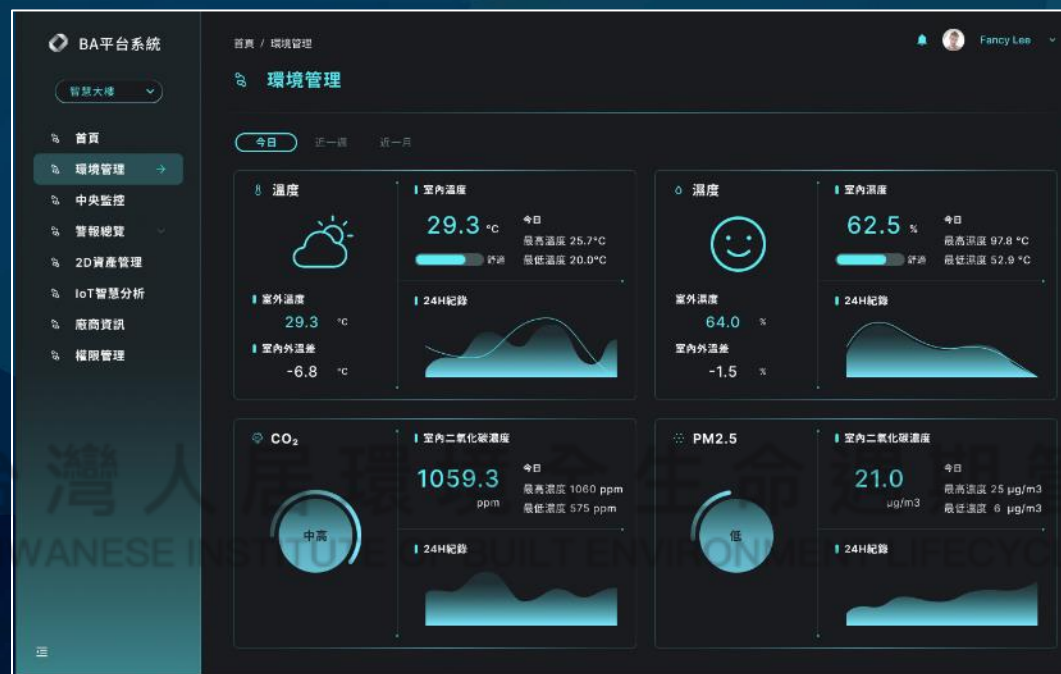 BA平台系統
智慧大樓
首頁
環境管理
中央監控
警報總覽
2D資產管理
IoT智慧分析
廠商資訊
權限管理
首頁 / 環境管理
Fancy Lee
環境管理
今日
近一週
近一月
溫度
室外溫度
29.3 °C
室內外溫差
-6.8 °C
室內溫度
29.3 °C
舒適
今日
最高溫度 25.7°C
最低溫度 20.0°C
24H紀錄
濕度
室外濕度
64.0 %
室內外溫差
-1.5 %
室內濕度
62.5 %
舒適
今日
最高濕度 97.8 °C
最低濕度 52.9 °C
24H紀錄
CO₂
中高
室內二氧化碳濃度
1059.3
ppm
今日
最高濃度 1060 ppm
最低濃度 575 ppm
24H紀錄
PM2.5
低
室內二氧化碳濃度
21.0
μg/m3
今日
最高濃度 25 μg/m3
最低濃度 6 μg/m3
24H紀錄
灣人居環境全生命週期
WANESE INSTITUTE OF BUILT ENVIRONMENT LIFECYC